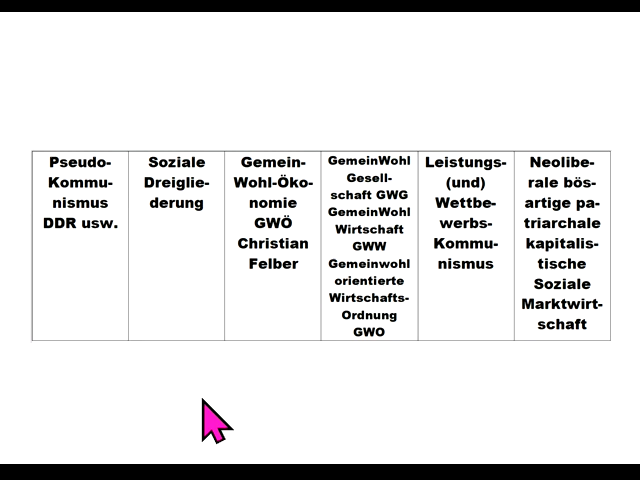 Pseudo-
Kommu-
nismus
DDR usw.
Soziale
Dreiglie-
derung
Gemein-
Wohl-Öko-
nomie
GWÖ
Christian
Felber
GemeinWohl
Gesell-
schaft GWG
GemeinWohl
Wirtschaft
GWW
Gemeinwohl
orientierte
Wirtschafts-
Ordnung
GWO
Leistungs-
(und)
Wettbe-
werbs-
Kommu-
nismus
Neolibe-
rale bös-
artige pa-
triarchale
kapitalis-
tische
Soziale
Marktwirt-
schaft